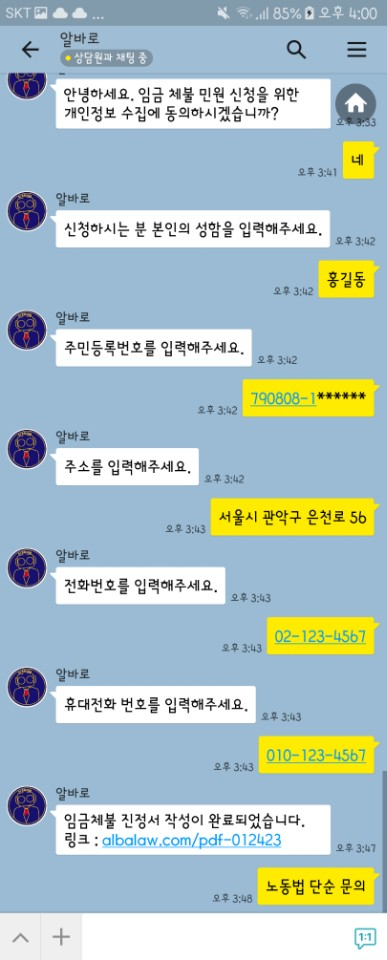 SKT ... 85% 오후 4:00
알바로
상담원과 채팅 중
안녕하세요. 임금 체불 민원 신청을 위한
개인정보 수집에 동의하시겠습니까?
오후 3:33
네
오후 3:41
알바로
신청하시는 분 본인의 성함을 입력해주세요.
오후 3:42
홍길동
오후 3:42
알바로
주민등록번호를 입력해주세요.
오후 3:42
790808-1******
오후 3:42
알바로
주소를 입력해주세요.
오후 3:42
서울시 관악구 은천로 56
오후 3:43
알바로
전화번호를 입력해주세요.
오후 3:43
02-123-4567
오후 3:43
알바로
휴대전화 번호를 입력해주세요.
오후 3:43
010-123-4567
오후 3:43
알바로
임금체불 진정서 작성이 완료되었습니다.
링크 : albalaw.com/pdf-012423
오후 3:47
노동법 단순 문의
오후 3:48
1:1